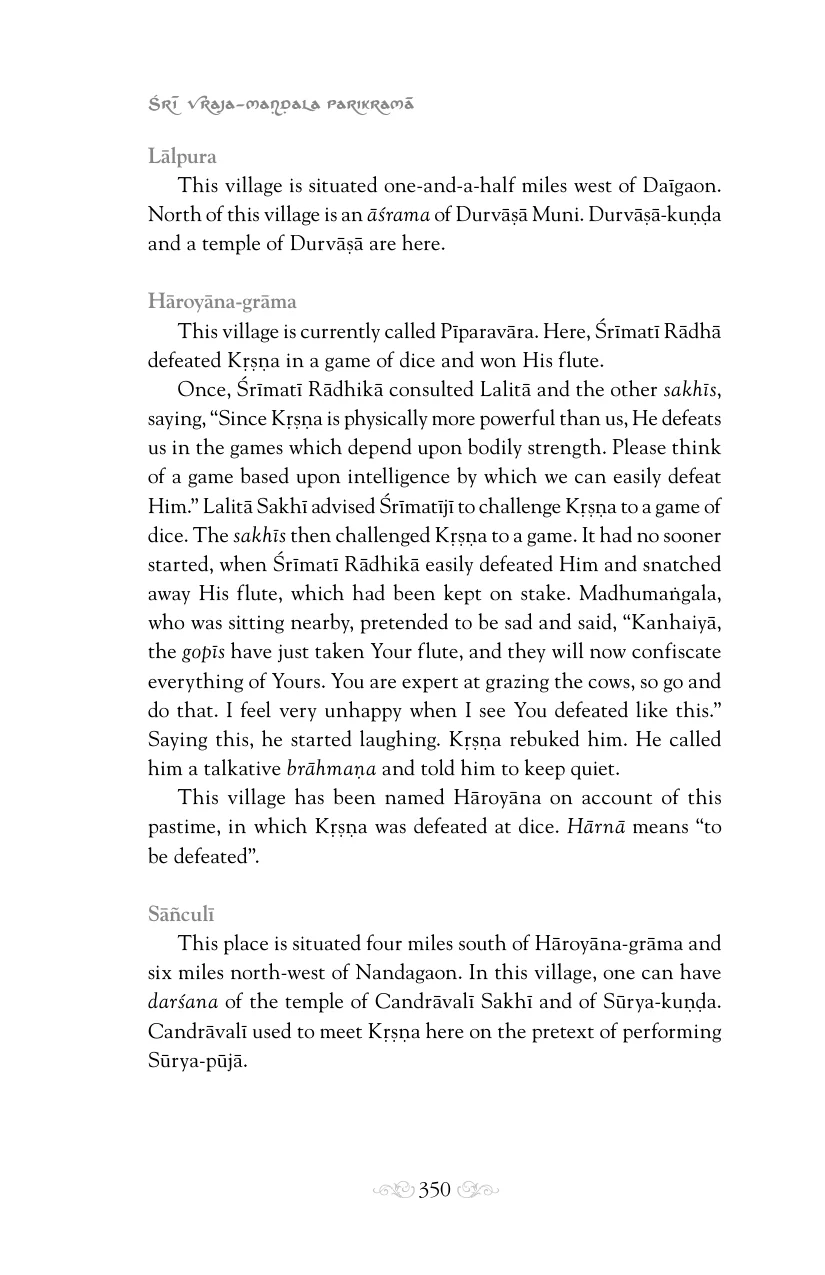 Śrī Vraja-maṇḍala Parikramā
Lālpura
This village is situated one-and-a-half miles west of Daīgaon.
North of this village is an āśrama of Durvāṣā Muni. Durvāṣā-kuṇḍa
and a temple of Durvāṣā are here.
Hāroyāna-grāma
This village is currently called Pīparavāra. Here, Śrīmatī Rādhā
defeated Kṛṣṇa in a game of dice and won His flute.
Once, Śrīmatī Rādhikā consulted Lalitā and the other sakhīs,
saying, “Since Kṛṣṇa is physically more powerful than us, He defeats
us in the games which depend upon bodily strength. Please think
of a game based upon intelligence by which we can easily defeat
Him.” Lalitā Sakhī advised Śrīmatījī to challenge Kṛṣṇa to a game of
dice. The sakhīs then challenged Kṛṣṇa to a game. It had no sooner
started, when Śrīmatī Rādhikā easily defeated Him and snatched
away His flute, which had been kept on stake. Madhumaṅgala,
who was sitting nearby, pretended to be sad and said, “Kanhaiyā,
the gopīs have just taken Your flute, and they will now confiscate
everything of Yours. You are expert at grazing the cows, so go and
do that. I feel very unhappy when I see You defeated like this.”
Saying this, he started laughing. Kṛṣṇa rebuked him. He called
him a talkative brāhmaṇa and told him to keep quiet.
This village has been named Hāroyāna on account of this
pastime, in which Kṛṣṇa was defeated at dice. Hārnā means “to
be defeated”.
Sāñculī
This place is situated four miles south of Hāroyāna-grāma and
six miles north-west of Nandagaon. In this village, one can have
darśana of the temple of Candrāvalī Sakhī and of Sūrya-kuṇḍa.
Candrāvalī used to meet Kṛṣṇa here on the pretext of performing
Sūrya-pūjā.
350